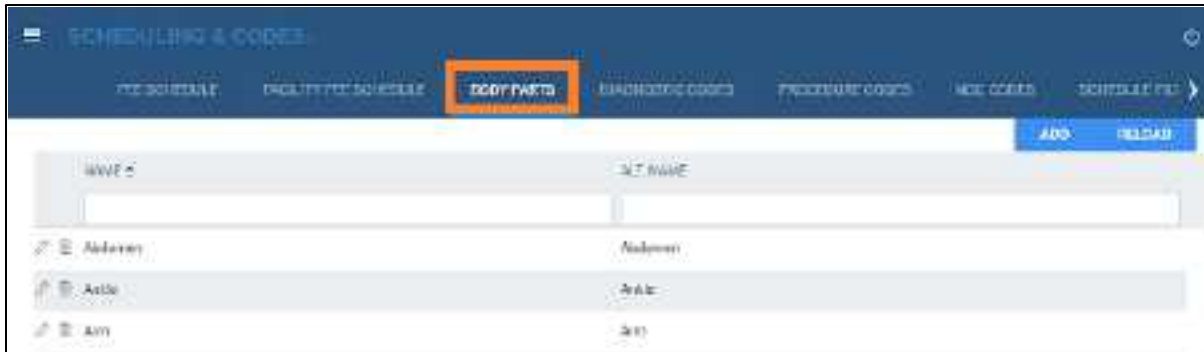 SCHEDULING & CODES
FEE SCHEDULE FACILITY FEE SCHEDULE BODY PARTS DIAGNOSTIC CODES PROCEDURE CODES NDC CODES SCHEDULE
ADD RELOAD
NAME ALT NAME
Abdomen Abdomen
Ankle Ankle
Arm Arm